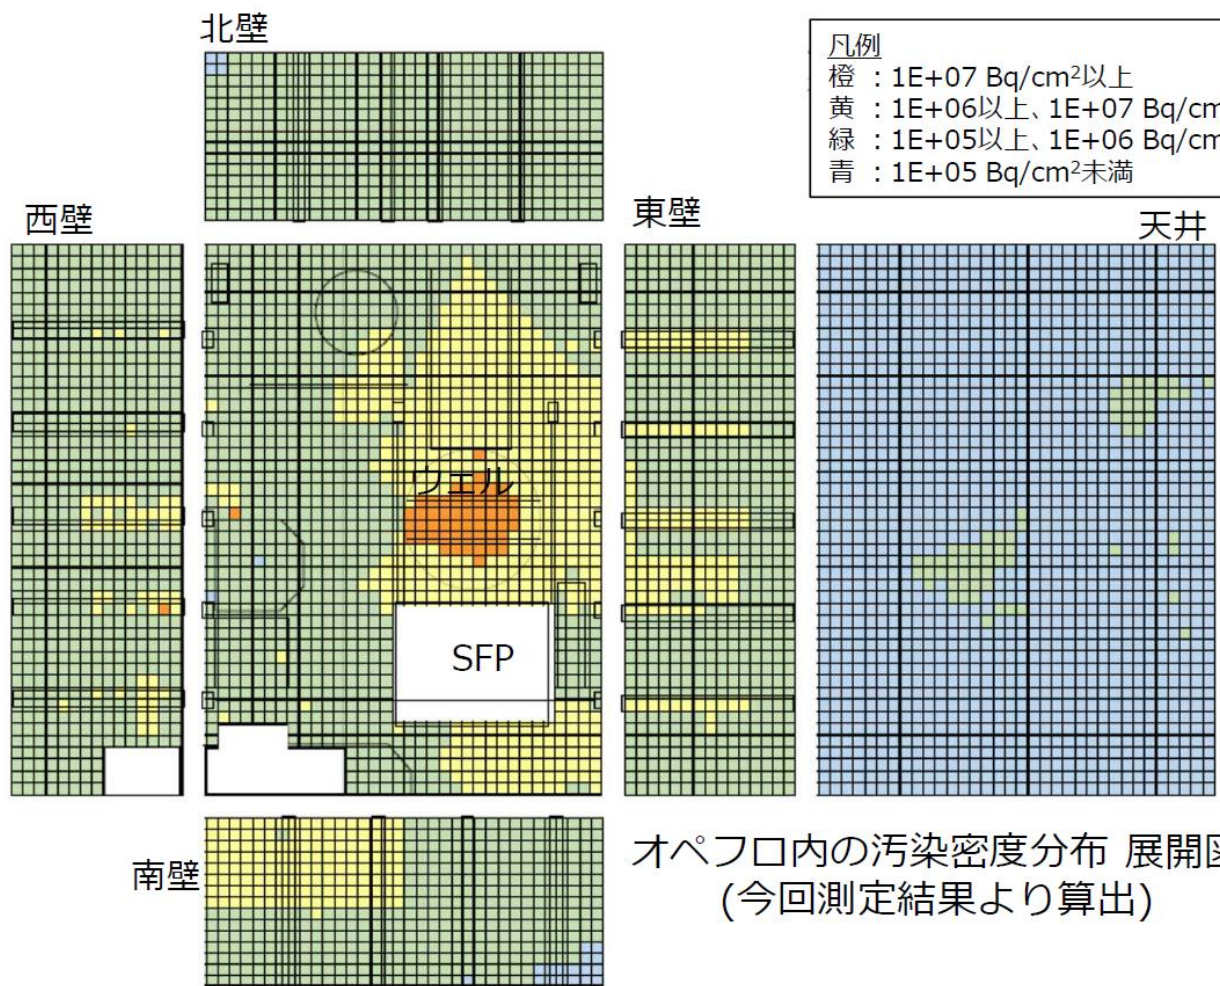 北壁
凡例
橙 : 1E+07 Bq/cm²以上
黄 : 1E+06以上、1E+07 Bq/cm
緑 : 1E+05以上、1E+06 Bq/cm
青 : 1E+05 Bq/cm²未満
西壁
東壁
天井
ウェル
SFP
南壁
オペフロ内の汚染密度分布 展開図
(今回測定結果より算出)